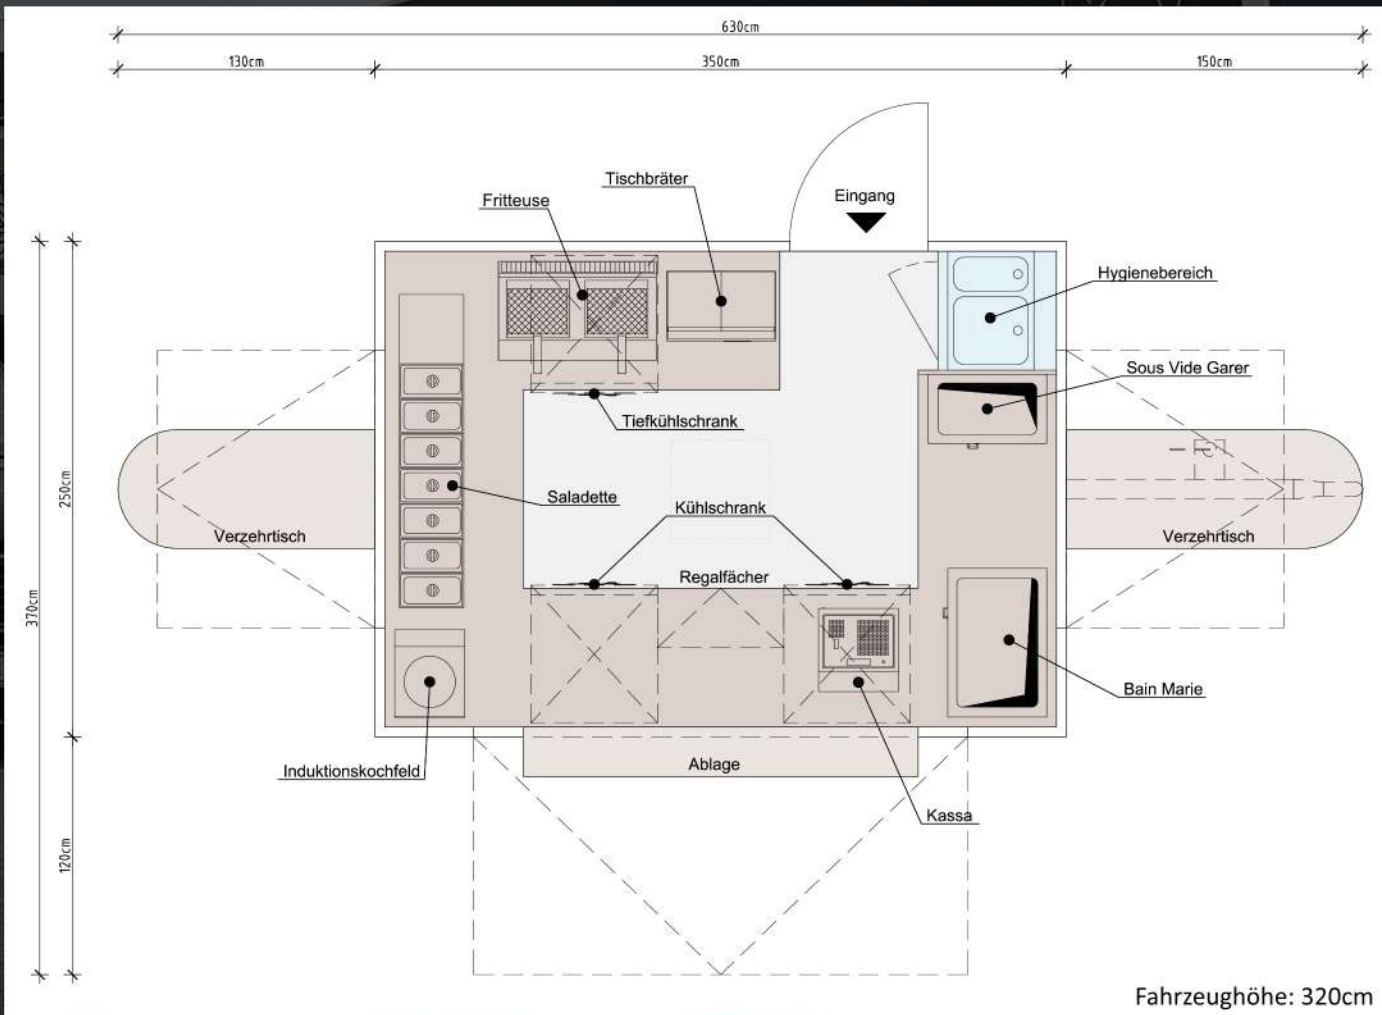 630cm
130cm
350cm
150cm
Tischbräter
Fritteuse
Eingang
Hygienebereich
Sous Vide Garer
Tiefkühlschrank
Saladette
Kühlschrank
Verzehrtisch
Verzehrtisch
250cm
370cm
Regalfächer
Bain Marie
Induktionskochfeld
Ablage
Kassa
120cm
Fahrzeughöhe: 320cm